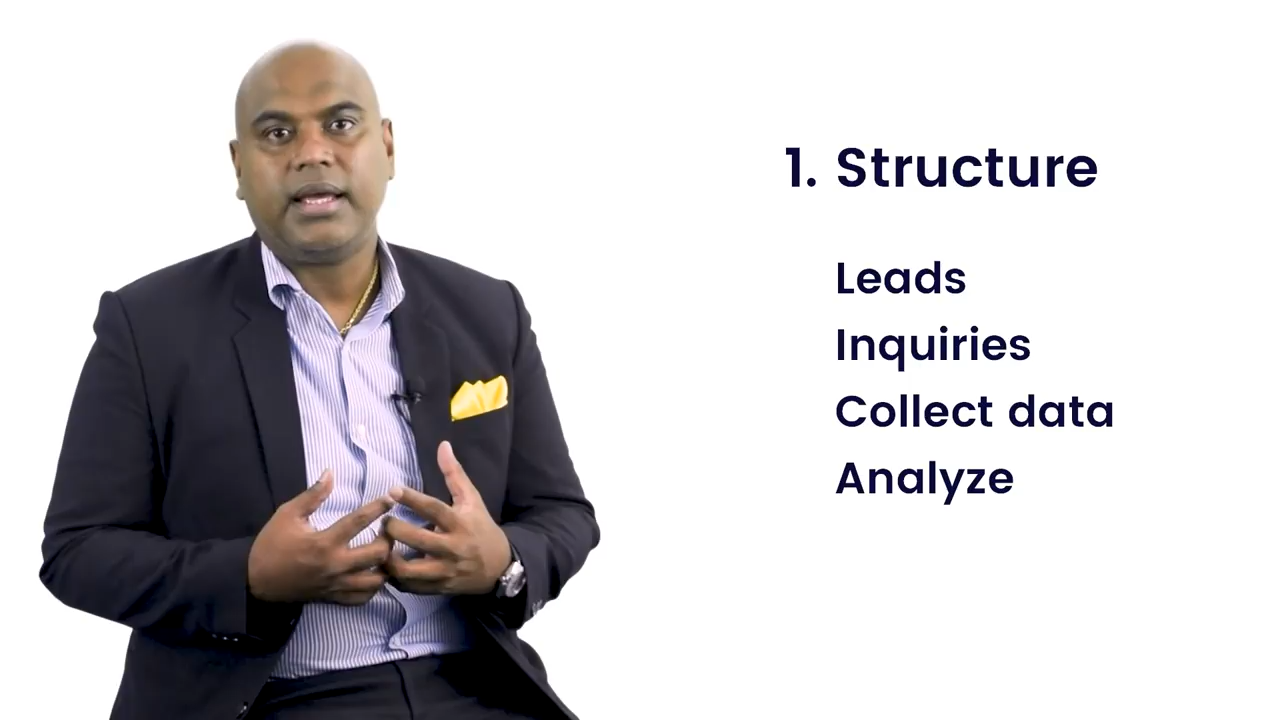 1. Structure
Leads
Inquiries
Collect data
Analyze